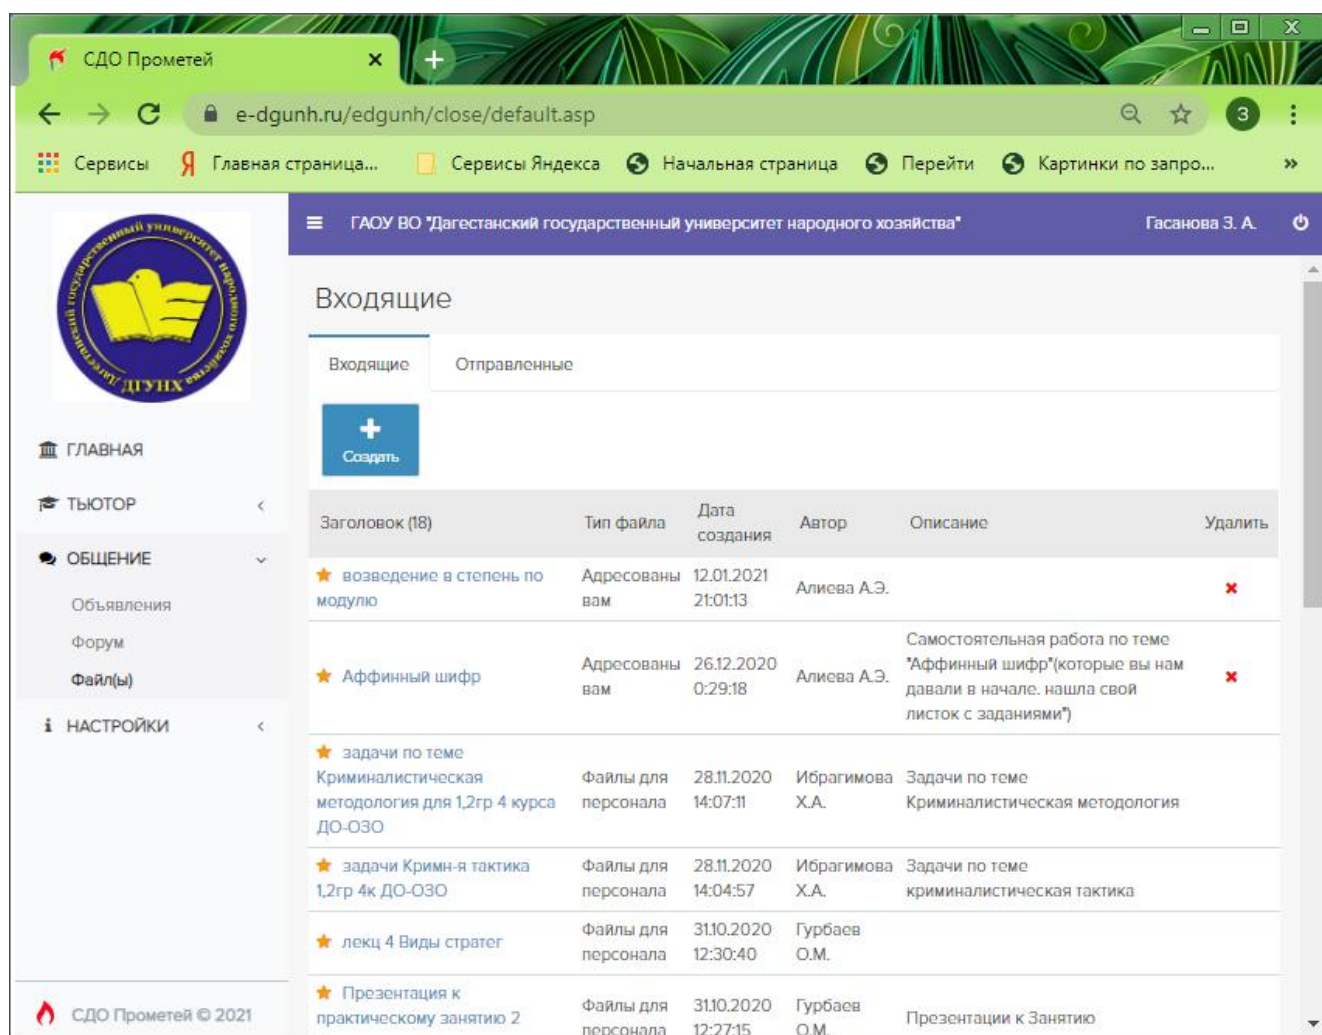 СДО Прометей
e-dgunh.ru/edgunh/close/default.asp
З
Сервисы
Главная страница...
Сервисы Яндекса
Начальная страница
Перейти
Картинки по запро...
Дагестанский государственный университет народного хозяйства
ДГУНХ
ГАОУ ВО "Дагестанский государственный университет народного хозяйства"
Гасанова З. А.
ГЛАВНАЯ
ТЬЮТОР
ОБЩЕНИЕ
Объявления
Форум
Файл(ы)
НАСТРОЙКИ
СДО Прометей © 2021
Входящие
Входящие
Отправленные
Создать
Заголовок (18)
Тип файла
Дата
создания
Автор
Описание
Удалить
возведение в степень по
модулю
Адресованы
вам
12.01.2021
21:01:13
Алиева А.Э.
Аффинный шифр
Адресованы
вам
26.12.2020
0:29:18
Алиева А.Э.
Самостоятельная работа по теме
"Аффинный шифр"(которые вы нам
давали в начале. нашла свой
листок с заданиями")
задачи по теме
Криминалистическая
методология для 1,2гр 4 курса
ДО-ОЗО
Файлы для
персонала
28.11.2020
14:07:11
Ибрагимова
Х.А.
Задачи по теме
Криминалистическая методология
задачи Кримн-я тактика
1,2гр 4к ДО-ОЗО
Файлы для
персонала
28.11.2020
14:04:57
Ибрагимова
Х.А.
Задачи по теме
криминалистическая тактика
лекц 4 Виды стратег
Файлы для
персонала
31.10.2020
12:30:40
Гурбаев
О.М.
Презентация к
практическому занятию 2
Файлы для
персонала
31.10.2020
12:27:15
Гурбаев
О.М.
Презентации к Занятию